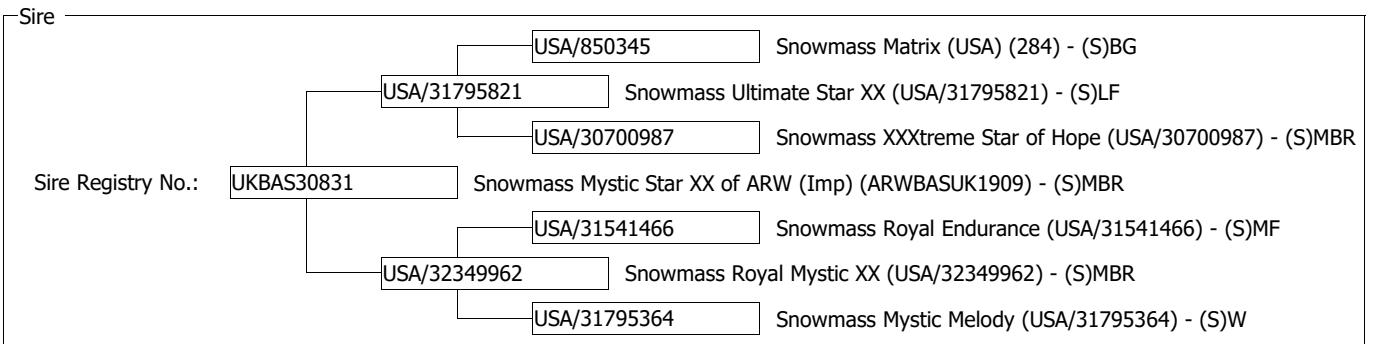 Sire
USA/850345 Snowmass Matrix (USA) (284) - (S)BG
USA/31795821 Snowmass Ultimate Star XX (USA/31795821) - (S)LF
USA/30700987 Snowmass XXXtreme Star of Hope (USA/30700987) - (S)MBR
Sire Registry No.: UKBAS30831 Snowmass Mystic Star XX of ARW (Imp) (ARWBASUK1909) - (S)MBR
USA/31541466 Snowmass Royal Endurance (USA/31541466) - (S)MF
USA/32349962 Snowmass Royal Mystic XX (USA/32349962) - (S)MBR
USA/31795364 Snowmass Mystic Melody (USA/31795364) - (S)W